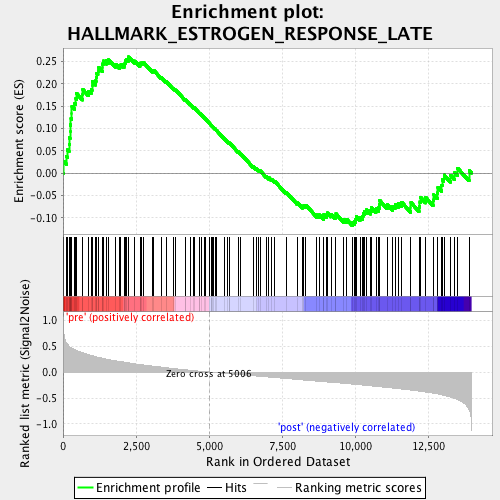 Enrichment plot:
HALLMARK_ESTROGEN_RESPONSE_LATE
Enrichment score (ES)
0.25
0.20
0.15
0.10
0.05
0.00
-0.05
-0.10
'pre' (positively correlated)
Ranked list metric (Signal2Noise)
1.0
0.5
0.0
-0.5
-1.0
Zero cross at 5006
'post' (negatively correlated)
0
2,500
5,000
7,500
10,000
12,500
Rank in Ordered Dataset
Enrichment profile
Hits
Ranking metric scores